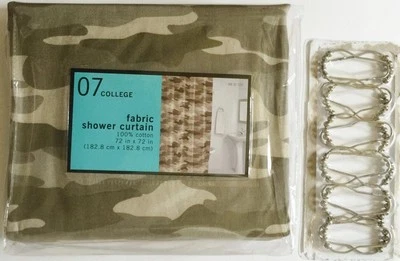 07 COLLEGE
fabric
shower curtain
100% cotton
72 in x 72 in
(182.8 cm x 182.8 cm)